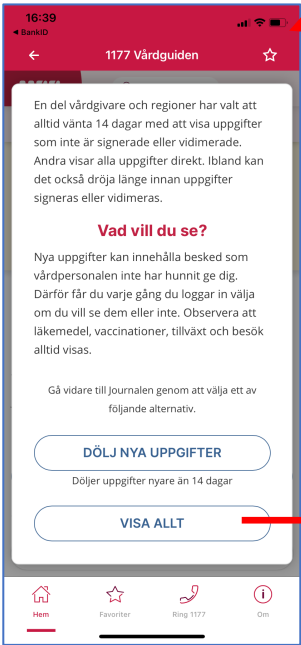 16:39
◀ BankID
1177 Vårdguiden
En del vårdgivare och regioner har valt att
alltid vänta 14 dagar med att visa uppgifter
som inte är signerade eller vidimerade.
Andra visar alla uppgifter direkt. Ibland kan
det också dröja länge innan uppgifter
signeras eller vidimeras.
Vad vill du se?
Nya uppgifter kan innehålla besked som
vårdpersonalen inte har hunnit ge dig.
Därför får du varje gång du loggar in välja
om du vill se dem eller inte. Observera att
läkemedel, vaccinationer, tillväxt och besök
alltid visas.
Gå vidare till Journalen genom att välja ett av
följande alternativ.
DÖLJ NYA UPPGIFTER
Döljer uppgifter nyare än 14 dagar
VISA ALLT
Hem Favoriter Ring 1177 Om